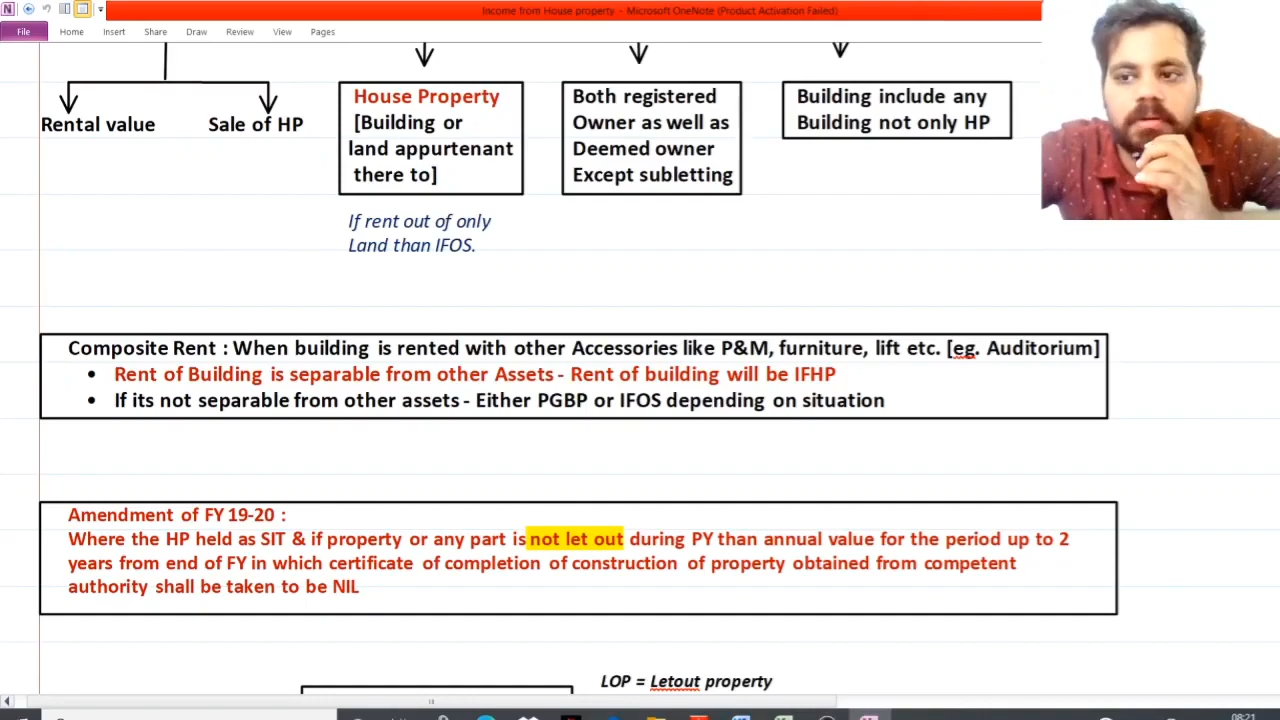 Income from House property - Microsoft OneNote (Product Activation Failed)
File Home Insert Share Draw Review View Pages
Rental value
Sale of HP
House Property
[Building or
land appurtenant
there to]
Both registered
Owner as well as
Deemed owner
Except subletting
Building include any
Building not only HP
If rent out of only
Land than IFOS.
Composite Rent : When building is rented with other Accessories like P&M, furniture, lift etc. [eg. Auditorium]
• Rent of Building is separable from other Assets - Rent of building will be IFHP
• If its not separable from other assets - Either PGBP or IFOS depending on situation
Amendment of FY 19-20 :
Where the HP held as SIT & if property or any part is not let out during PY than annual value for the period up to 2
years from end of FY in which certificate of completion of construction of property obtained from competent
authority shall be taken to be NIL
LOP = Letout property
08:21